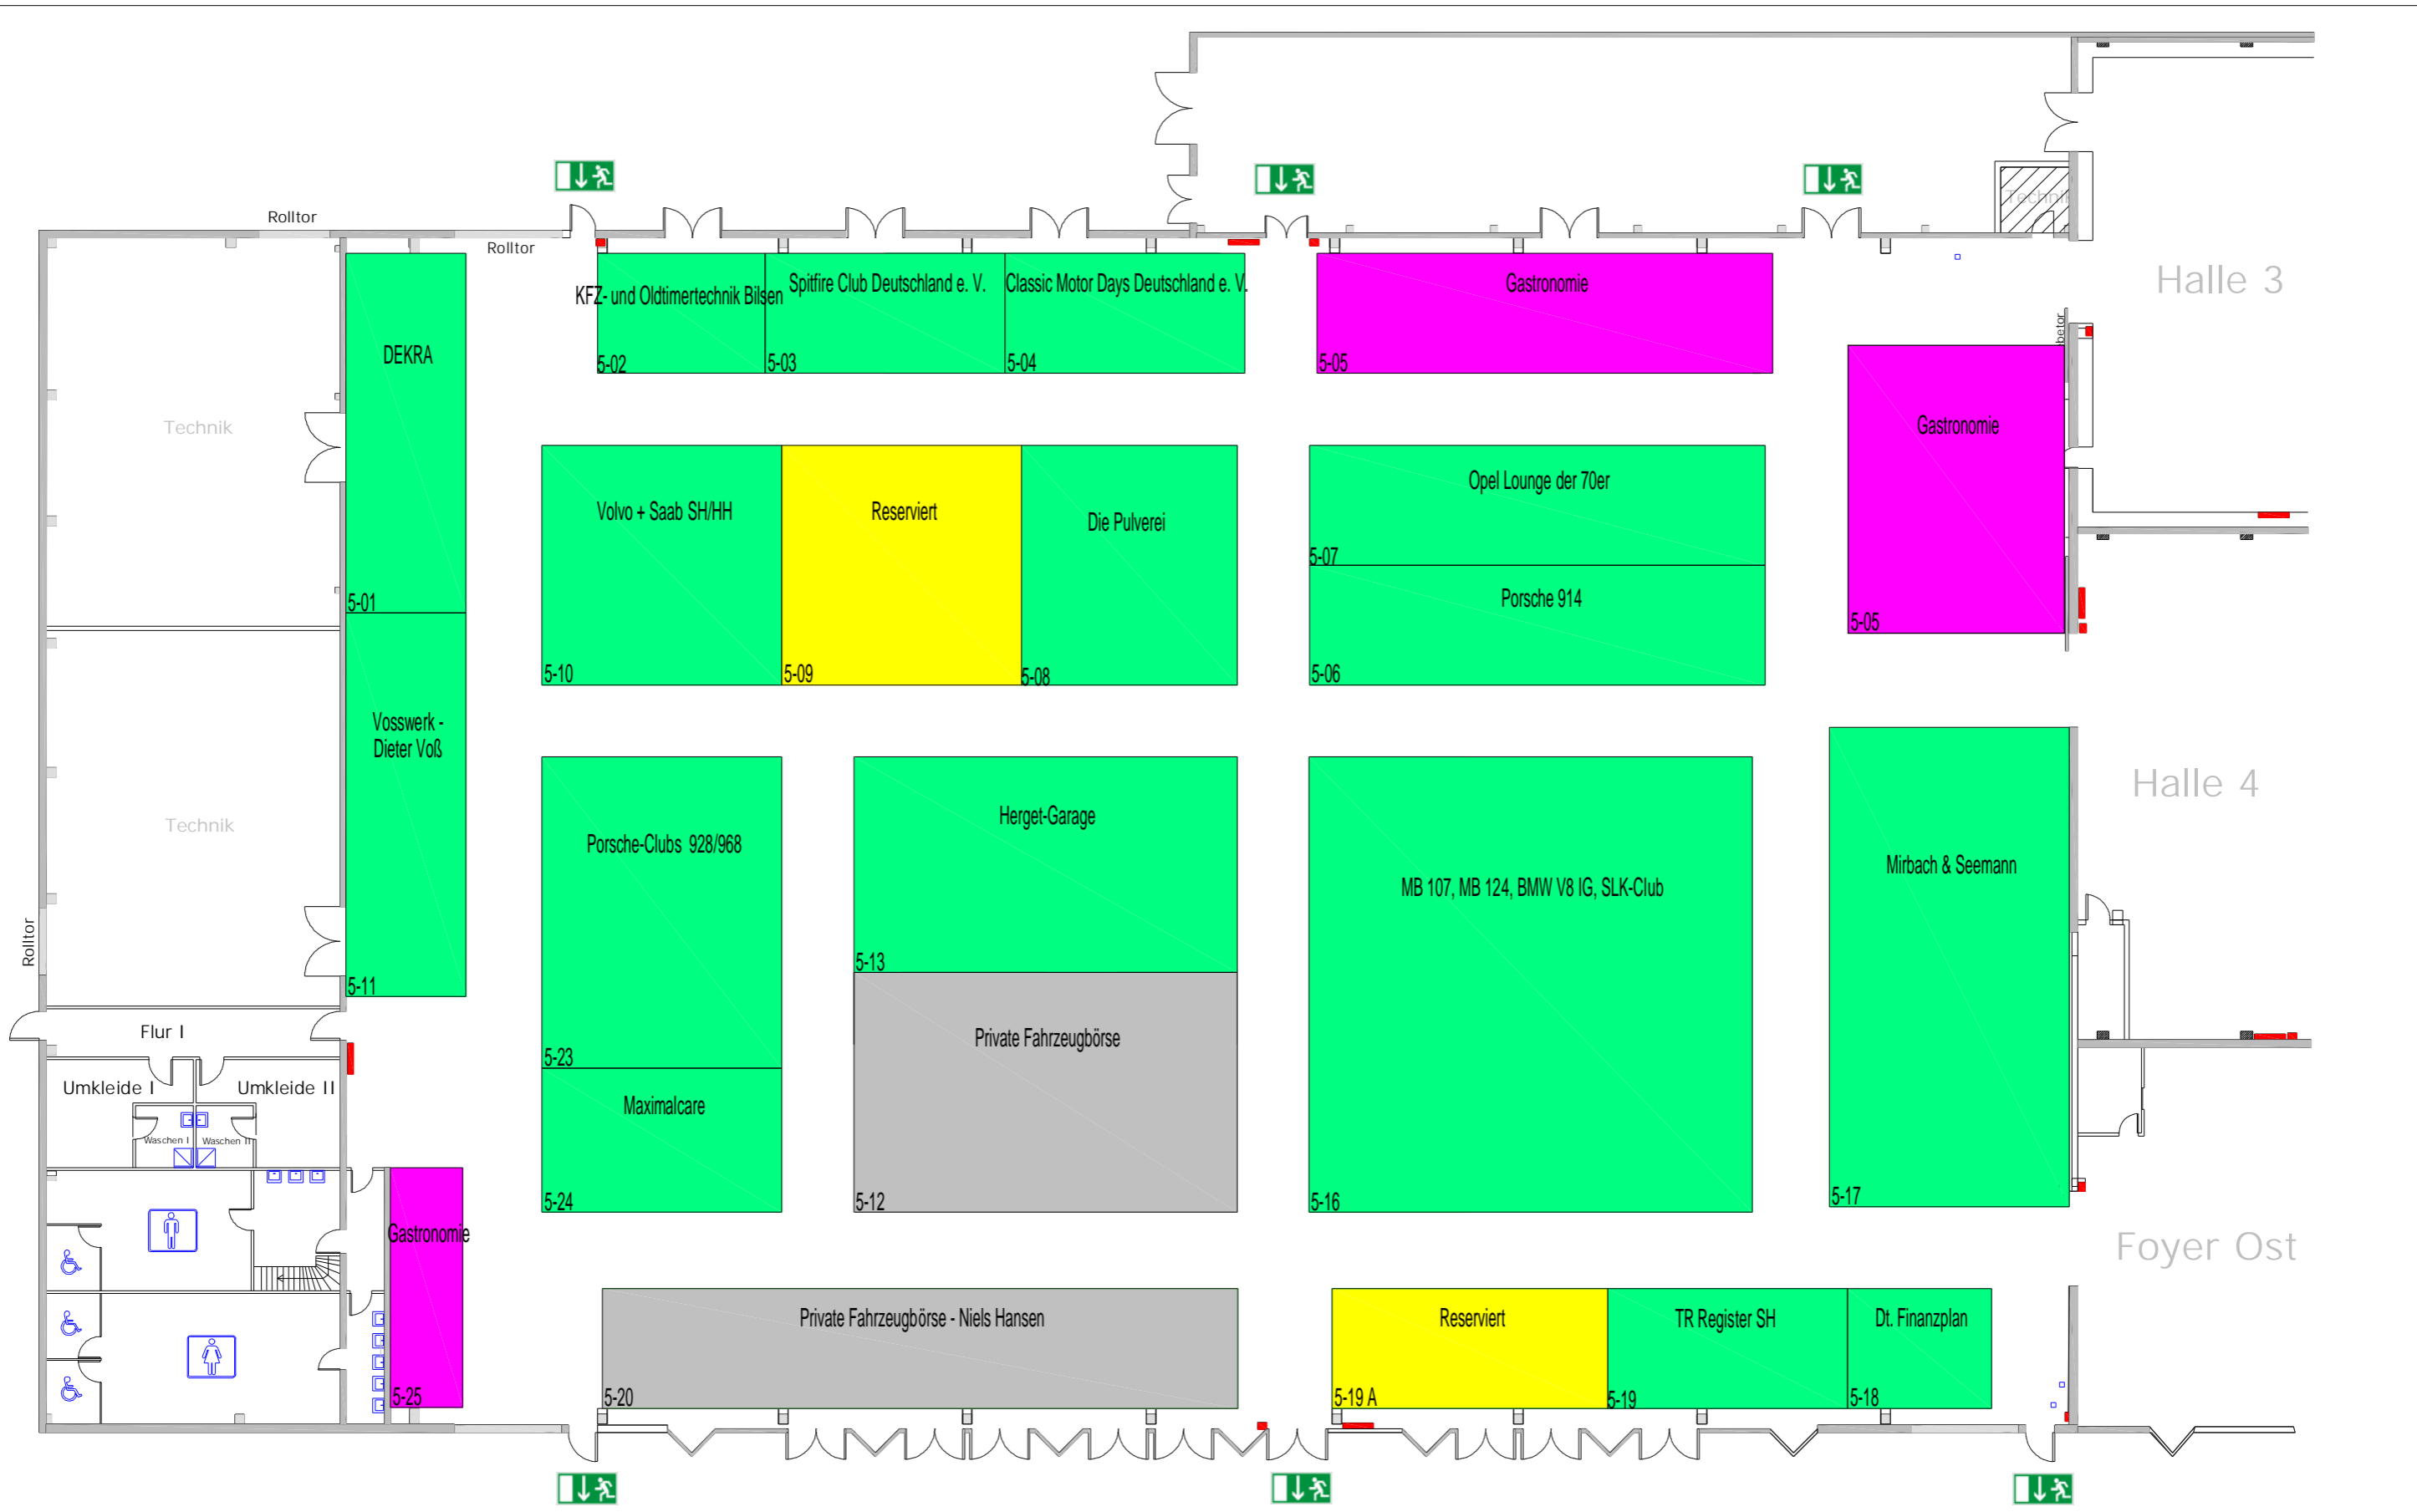 Rolltor
Rolltor
Technik
Halle 3
KFZ- und Oldtimertechnik Bilsen
5-02
Spitfire Club Deutschland e. V.
5-03
Classic Motor Days Deutschland e. V.
5-04
Gastronomie
5-05
DEKRA
5-01
Technik
Gastronomie
5-05
Volvo + Saab SH/HH
5-10
Reserviert
5-09
Die Pulverei
5-08
Opel Lounge der 70er
5-07
Porsche 914
5-06
Vosswerk -
Dieter Voß
5-11
Technik
Rolltor
Halle 4
Porsche-Clubs 928/968
5-23
Herget-Garage
5-13
MB 107, MB 124, BMW V8 IG, SLK-Club
5-16
Mirbach & Seemann
5-17
Private Fahrzeugbörse
5-12
Maximalcare
5-24
Flur I
Umkleide I
Umkleide II
Waschen I
Waschen II
Gastronomie
5-25
Foyer Ost
Private Fahrzeugbörse - Niels Hansen
5-20
Reserviert
5-19 A
TR Register SH
5-19
Dt. Finanzplan
5-18